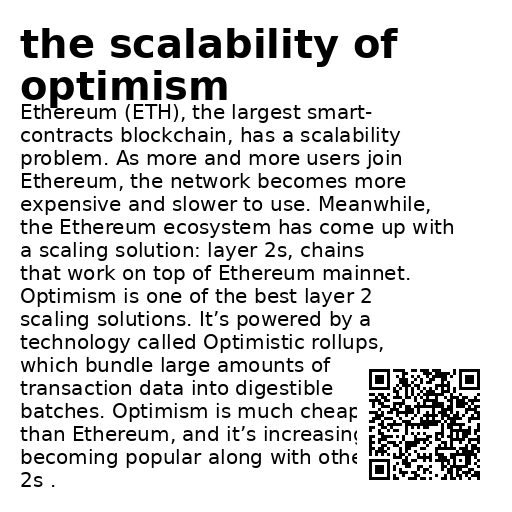 the scalability of
optimism
Ethereum (ETH), the largest smart-
contracts blockchain, has a scalability
problem. As more and more users join
Ethereum, the network becomes more
expensive and slower to use. Meanwhile,
the Ethereum ecosystem has come up with
a scaling solution: layer 2s, chains
that work on top of Ethereum mainnet.
Optimism is one of the best layer 2
scaling solutions. It’s powered by a
technology called Optimistic rollups,
which bundle large amounts of
transaction data into digestible
batches. Optimism is much
than Ethereum, and it’s
becoming popular along with
2s .